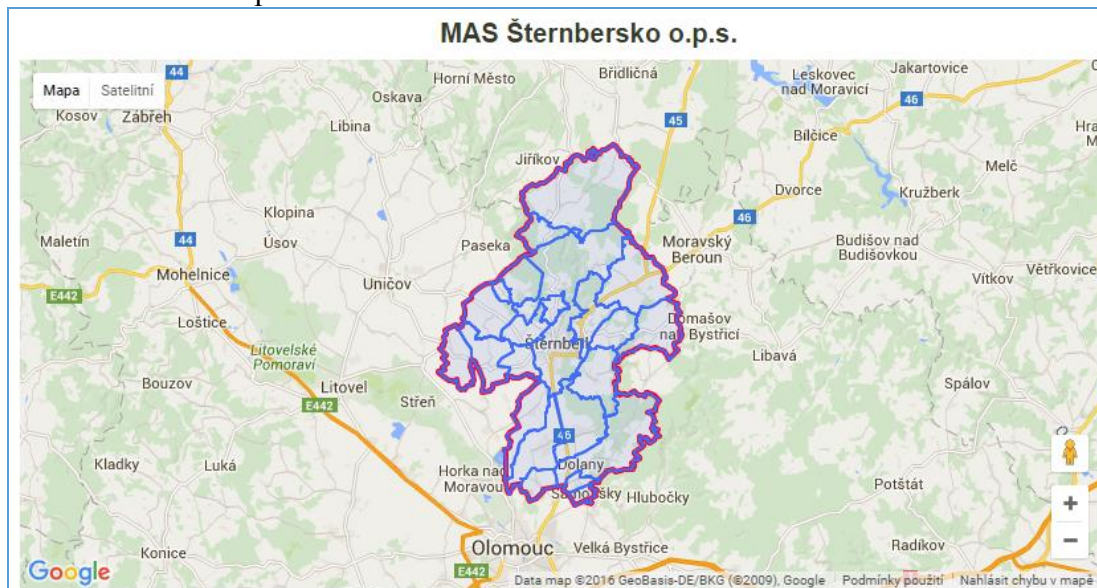 MAS Šternbersko o.p.s.
Mapa Satelitní
44
Kosov
Zábřeh
Oskava
Horní Město
Břidličná
Leskovec
nad Moravicí
Jakartovice
46
45
Bílčice
Libina
Jiříkov
Melč
Dvorce
Kružberk
46
Klopina
Maletín
44
Úsov
Paseka
Moravský
Beroun
Budišov nad
Budišovkou
Vítkov
Větřkovice
Mohelnice
Uničov
E442
Loštice
Domašov
nad Bystřicí
Litovelské
Pomoraví
Libavá
Bouzov
Litovel
Spálov
E442
Střeň
46
Kladky
Luká
Horka nad
Moravou
Dolany
Samotišky
Hlubočky
Potštát
Olomouc
Velká Bystřice
Radíkov
Konice
E442
Google
Data map ©2016 GeoBasis-DE/BKG (©2009), Google Podmínky použití Nahlásit chybu v mapě